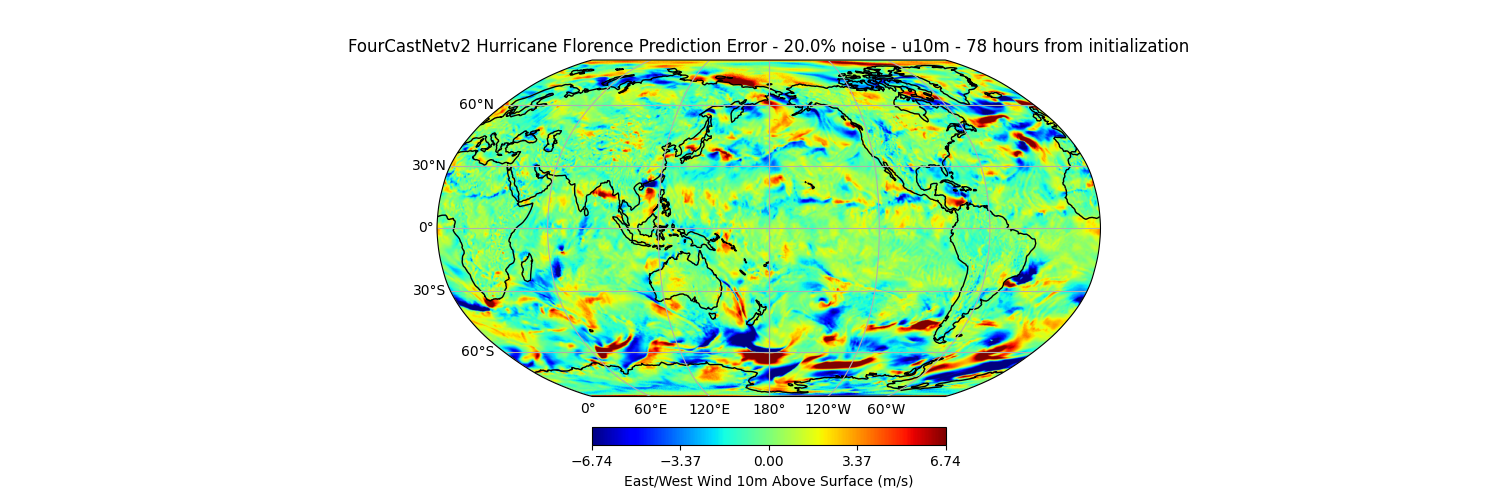 FourCastNetv2 Hurricane Florence Prediction Error - 20.0% noise - u10m - 78 hours from initialization
60°N
30°N
0°
30°S
60°S
0° 60°E 120°E 180° 120°W 60°W
−6.74 −3.37 0.00 3.37 6.74
East/West Wind 10m Above Surface (m/s)